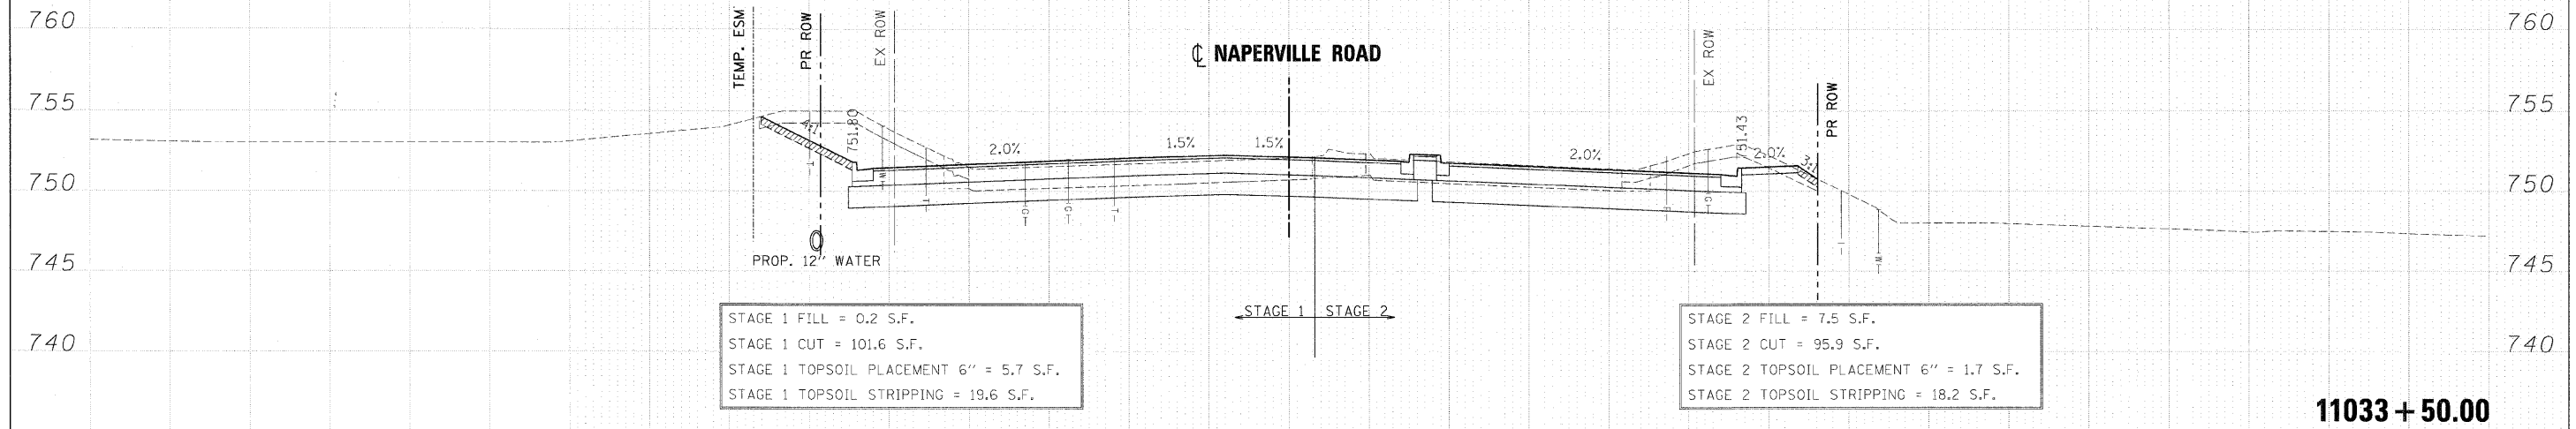 760
TEMP. ESM'T
PR ROW
EX ROW
℄ NAPERVILLE ROAD
EX ROW
PR ROW
760
755
755
4:1
751.80
2.0%
1.5%
1.5%
2.0%
751.43
2.0%
3:1
750
750
745
745
PROP. 12" WATER
STAGE 1
STAGE 2
STAGE 1 FILL = 0.2 S.F.
STAGE 1 CUT = 101.6 S.F.
STAGE 1 TOPSOIL PLACEMENT 6" = 5.7 S.F.
STAGE 1 TOPSOIL STRIPPING = 19.6 S.F.
STAGE 2 FILL = 7.5 S.F.
STAGE 2 CUT = 95.9 S.F.
STAGE 2 TOPSOIL PLACEMENT 6" = 1.7 S.F.
STAGE 2 TOPSOIL STRIPPING = 18.2 S.F.
740
740
11033+50.00